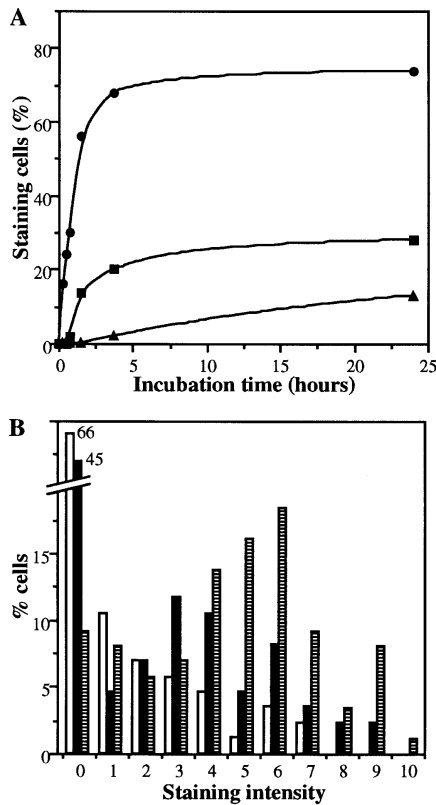 A
80
60
40
20
0
Staining cells (%)
0 5 10 15 20 25
Incubation time (hours)
B
66
45
15
10
5
0
% cells
0 1 2 3 4 5 6 7 8 9 10
Staining intensity